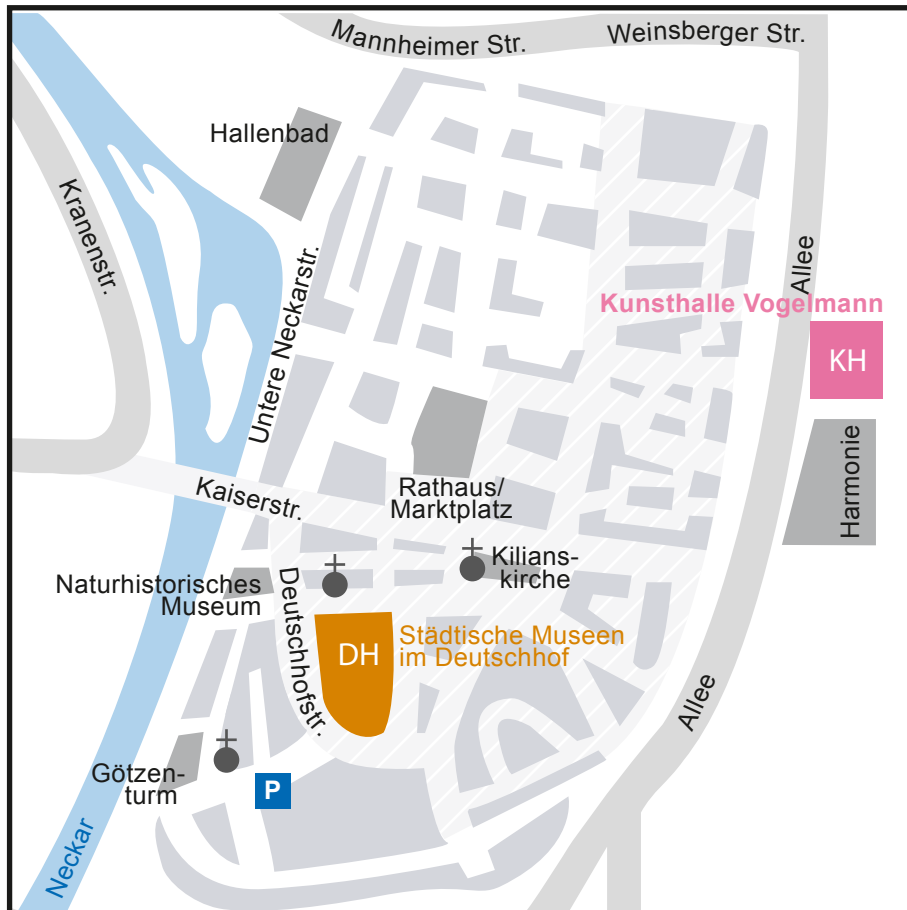 Mannheimer Str.
Weinsberger Str.
Hallenbad
Kranenstr.
Untere Neckarstr.
Allee
Kunsthalle Vogelmann
KH
Harmonie
Kaiserstr.
Rathaus/
Marktplatz
Kilians-
kirche
Naturhistorisches
Museum
Deutschhofstr.
DH
Städtische Museen
im Deutschhof
Allee
Götzen-
turm
P
Neckar